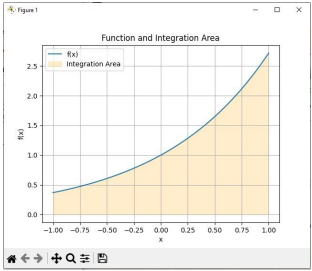 Figure 1
Function and Integration Area
f(x)
Integration Area
f(x)
2.5
2.0
1.5
1.0
0.5
0.0
−1.00 −0.75 −0.50 −0.25 0.00 0.25 0.50 0.75 1.00
x